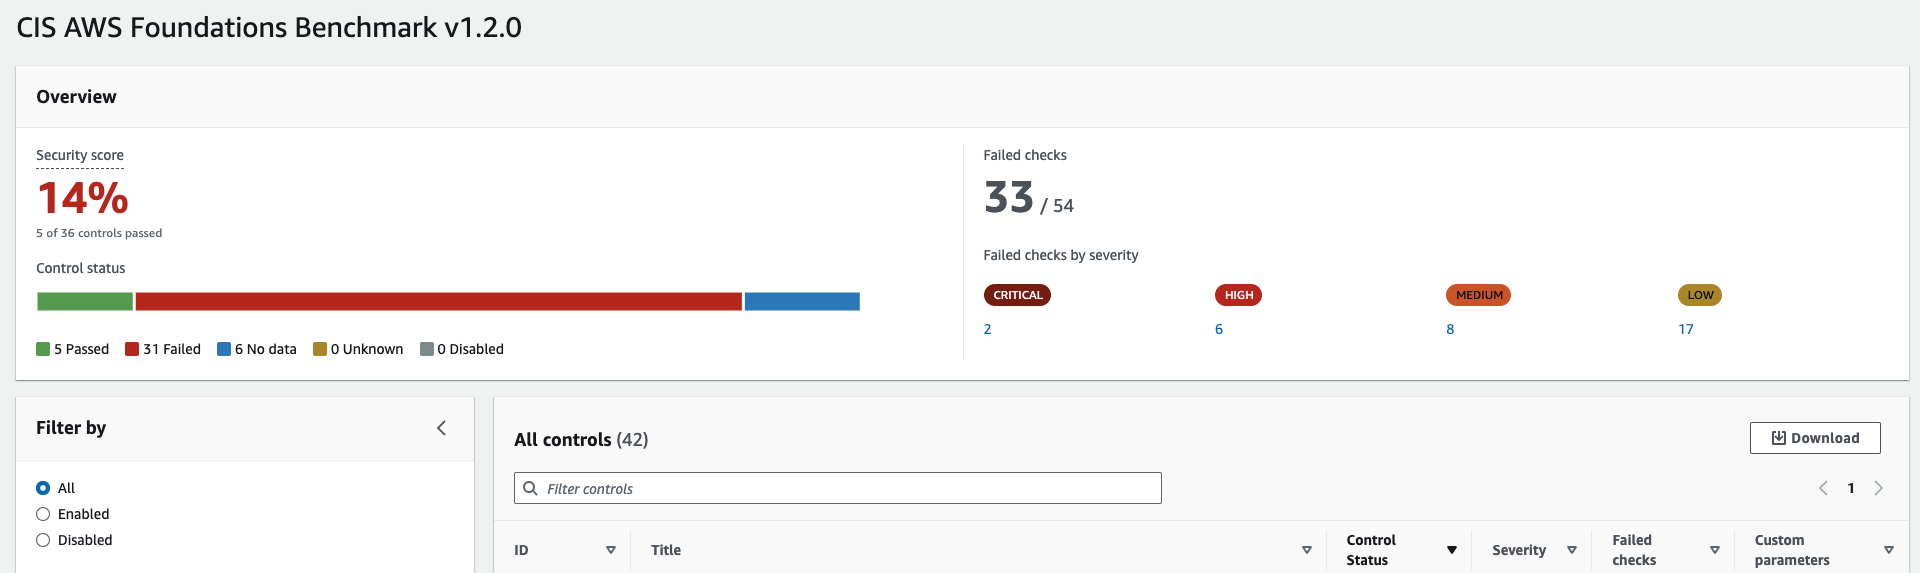 CIS AWS Foundations Benchmark v1.2.0
Overview
Security score
14%
5 of 36 controls passed
Control status
5 Passed 31 Failed 6 No data 0 Unknown 0 Disabled
Failed checks
33 / 54
Failed checks by severity
CRITICAL HIGH MEDIUM LOW
2 6 8 17
Filter by
All
Enabled
Disabled
All controls (42)
Download
Filter controls
1
ID Title Control Status Severity Failed checks Custom parameters